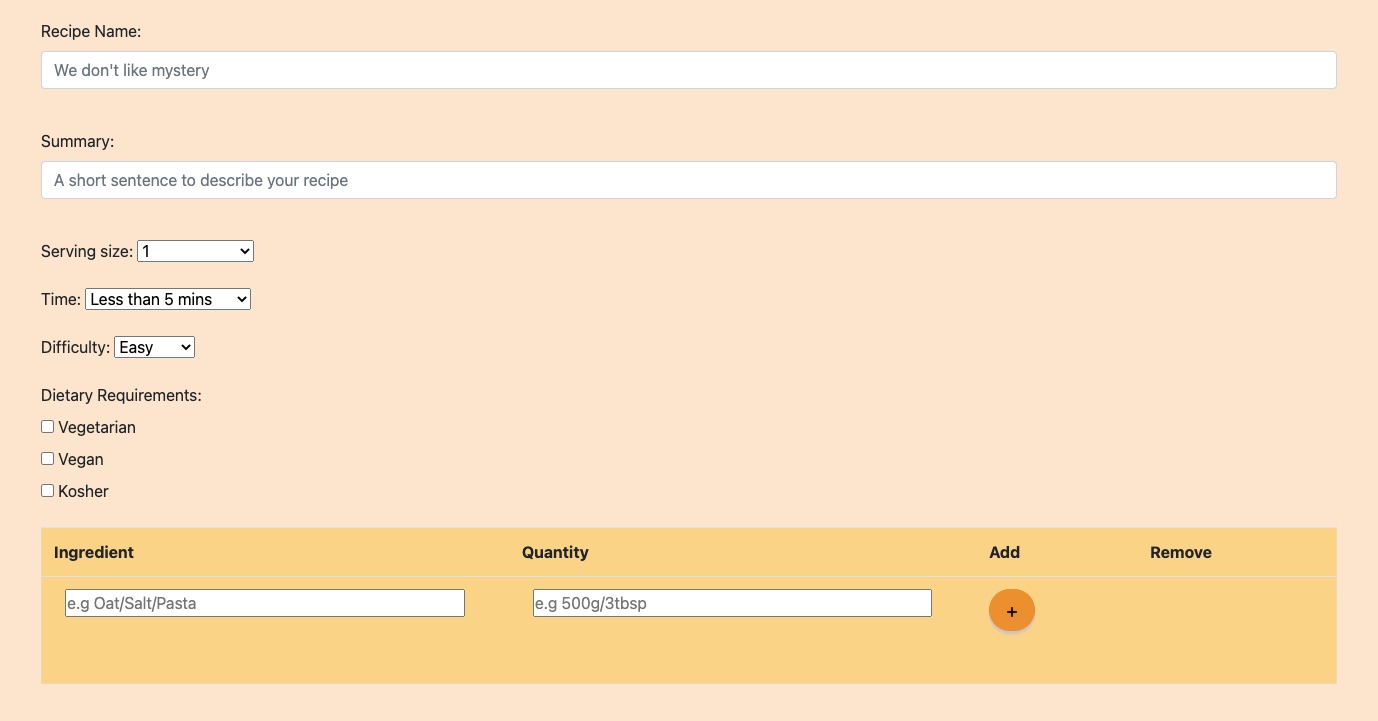 Recipe Name:
We don't like mystery
Summary:
A short sentence to describe your recipe
Serving size: 1
Time: Less than 5 mins
Difficulty: Easy
Dietary Requirements:
Vegetarian
Vegan
Kosher
Ingredient Quantity Add Remove
e.g Oat/Salt/Pasta e.g 500g/3tbsp +